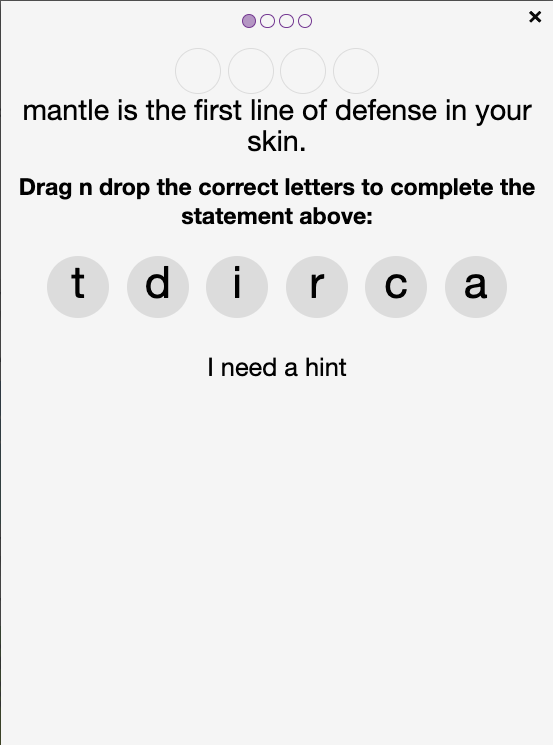 ×
mantle is the first line of defense in your
skin.
Drag n drop the correct letters to complete the
statement above:
t d i r c a
I need a hint